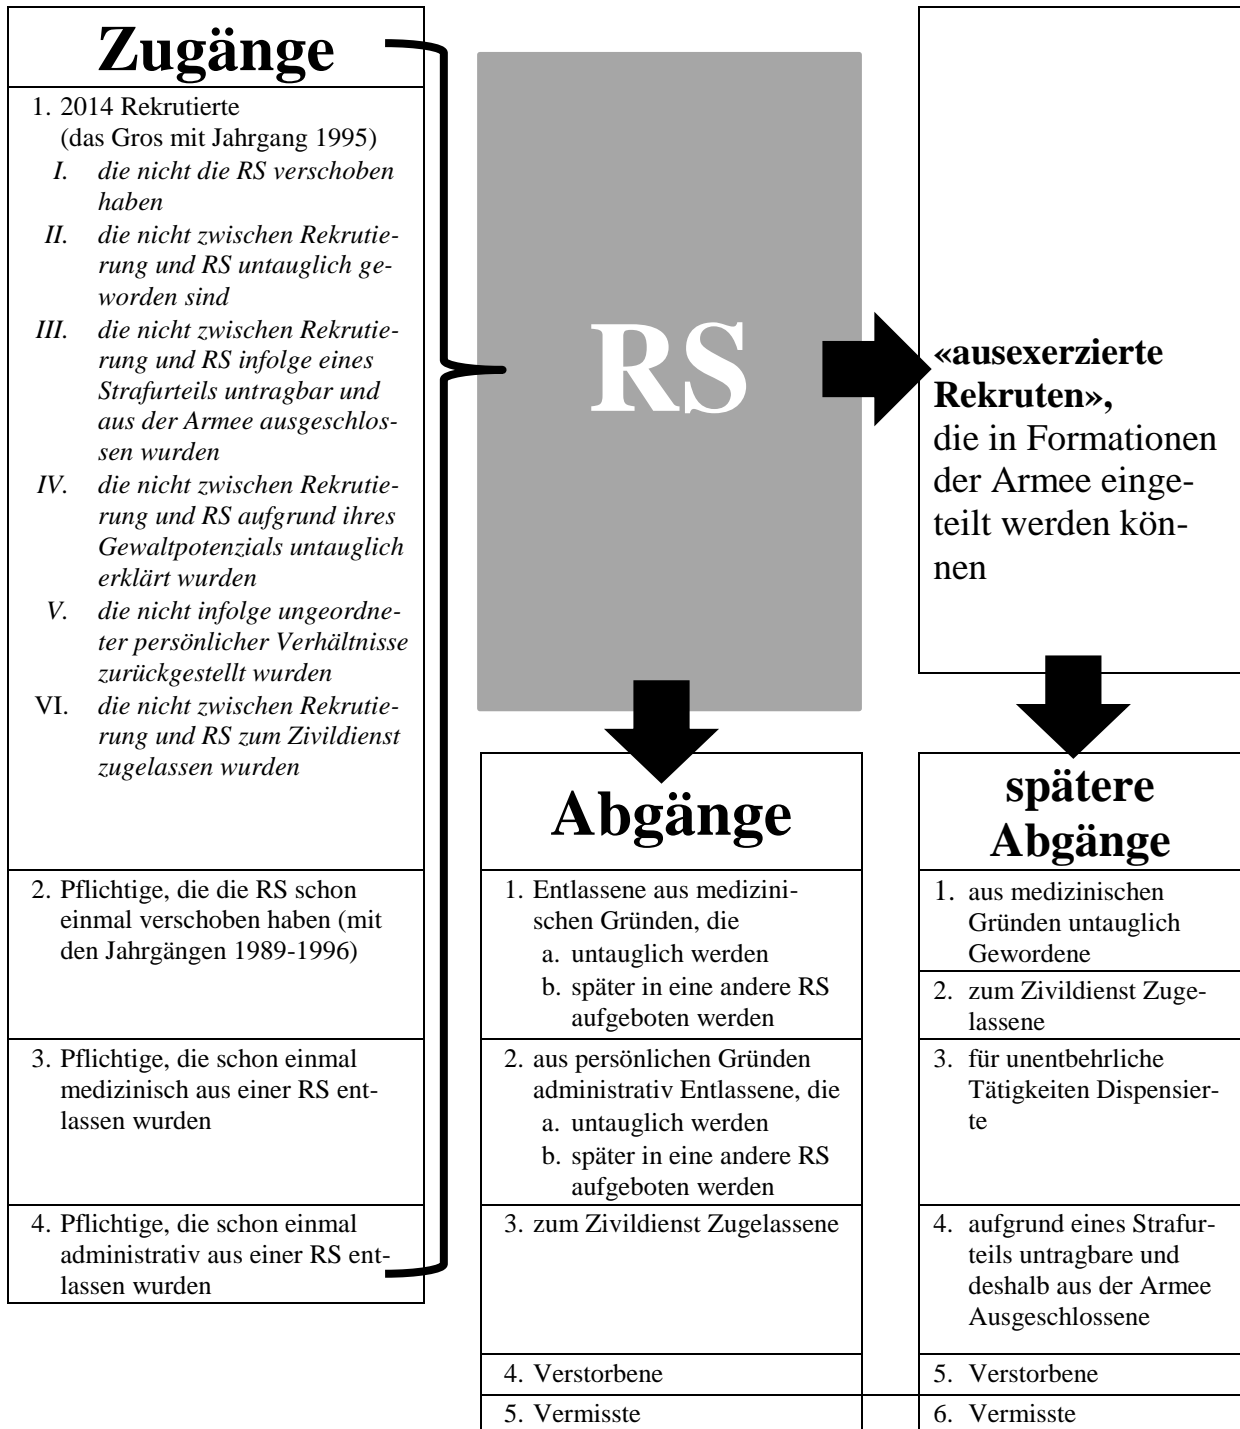 Zugänge
1. 2014 Rekrutierte
(das Gros mit Jahrgang 1995)
I. die nicht die RS verschoben
haben
II. die nicht zwischen Rekrutie-
rung und RS untauglich ge-
worden sind
III. die nicht zwischen Rekrutie-
rung und RS infolge eines
Strafurteils untragbar und
aus der Armee ausgeschlos-
sen wurden
IV. die nicht zwischen Rekrutie-
rung und RS aufgrund ihres
Gewaltpotenzials untauglich
erklärt wurden
V. die nicht infolge ungeordne-
ter persönlicher Verhältnisse
zurückgestellt wurden
VI. die nicht zwischen Rekrutie-
rung und RS zum Zivildienst
zugelassen wurden
2. Pflichtige, die die RS schon
einmal verschoben haben (mit
den Jahrgängen 1989-1996)
3. Pflichtige, die schon einmal
medizinisch aus einer RS ent-
lassen wurden
4. Pflichtige, die schon einmal
administrativ aus einer RS ent-
lassen wurden
RS
«ausexerzierte
Rekruten»,
die in Formationen
der Armee einge-
teilt werden kön-
nen
Abgänge
1. Entlassene aus medizini-
schen Gründen, die
a. untauglich werden
b. später in eine andere RS
aufgeboten werden
2. aus persönlichen Gründen
administrativ Entlassene, die
a. untauglich werden
b. später in eine andere RS
aufgeboten werden
3. zum Zivildienst Zugelassene
4. Verstorbene
5. Vermisste
spätere
Abgänge
1. aus medizinischen
Gründen untauglich
Gewordene
2. zum Zivildienst Zuge-
lassene
3. für unentbehrliche
Tätigkeiten Dispensier-
te
4. aufgrund eines Strafur-
teils untragbare und
deshalb aus der Armee
Ausgeschlossene
5. Verstorbene
6. Vermisste